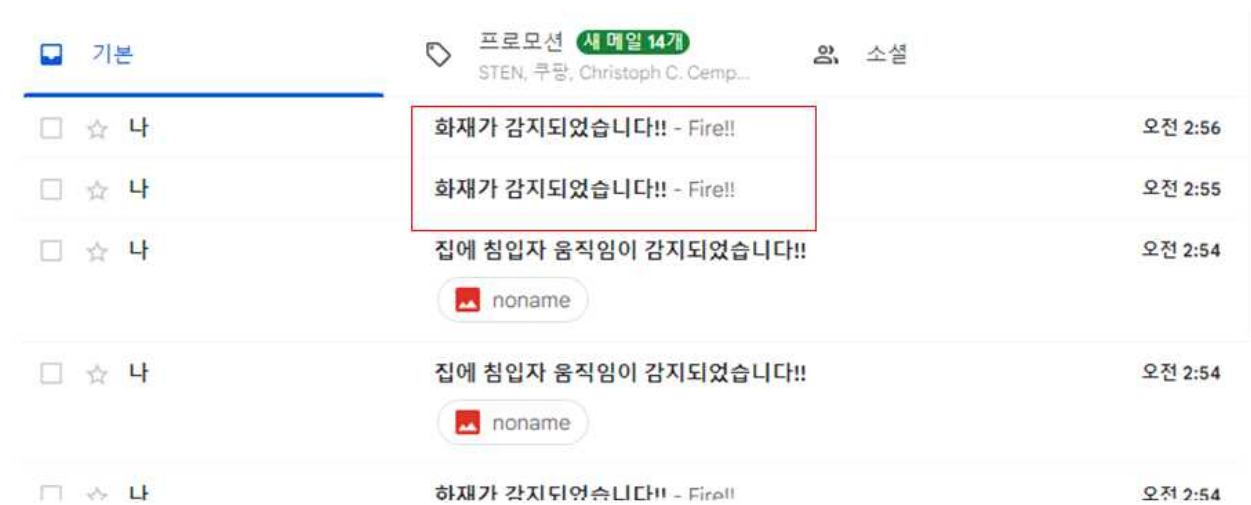 기본
프로모션 새 메일 14개
STEN, 쿠팡, Christoph C. Cemp...
소셜
나 화재가 감지되었습니다!! - Fire!! 오전 2:56
나 화재가 감지되었습니다!! - Fire!! 오전 2:55
나 집에 침입자 움직임이 감지되었습니다!! 오전 2:54
noname
나 집에 침입자 움직임이 감지되었습니다!! 오전 2:54
noname
나 화재가 감지되었습니다!! - Fire!! 오전 2:54